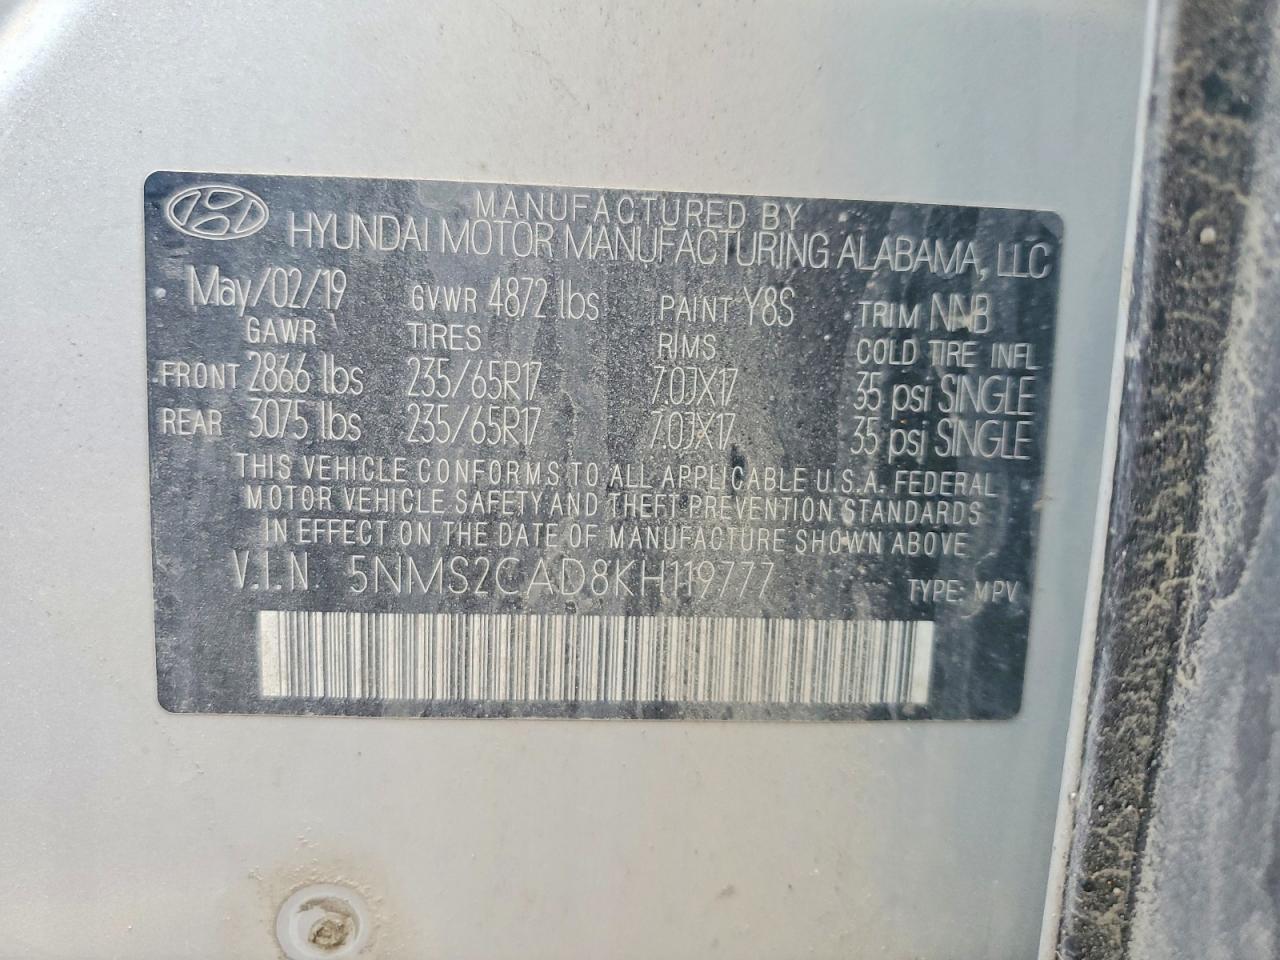 MANUFACTURED BY
HYUNDAI MOTOR MANUFACTURING ALABAMA, LLC
May/02/19 GVWR 4872 lbs PAINT Y8S TRIM NNB
GAWR TIRES RIMS COLD TIRE INFL
FRONT 2866 lbs 235/65R17 7.0JX17 35 psi SINGLE
REAR 3075 lbs 235/65R17 7.0JX17 35 psi SINGLE
THIS VEHICLE CONFORMS TO ALL APPLICABLE U.S.A. FEDERAL
MOTOR VEHICLE SAFETY AND THEFT PREVENTION STANDARDS
IN EFFECT ON THE DATE OF MANUFACTURE SHOWN ABOVE
V.I.N 5NMS2CAD8KH119777 TYPE: MPV